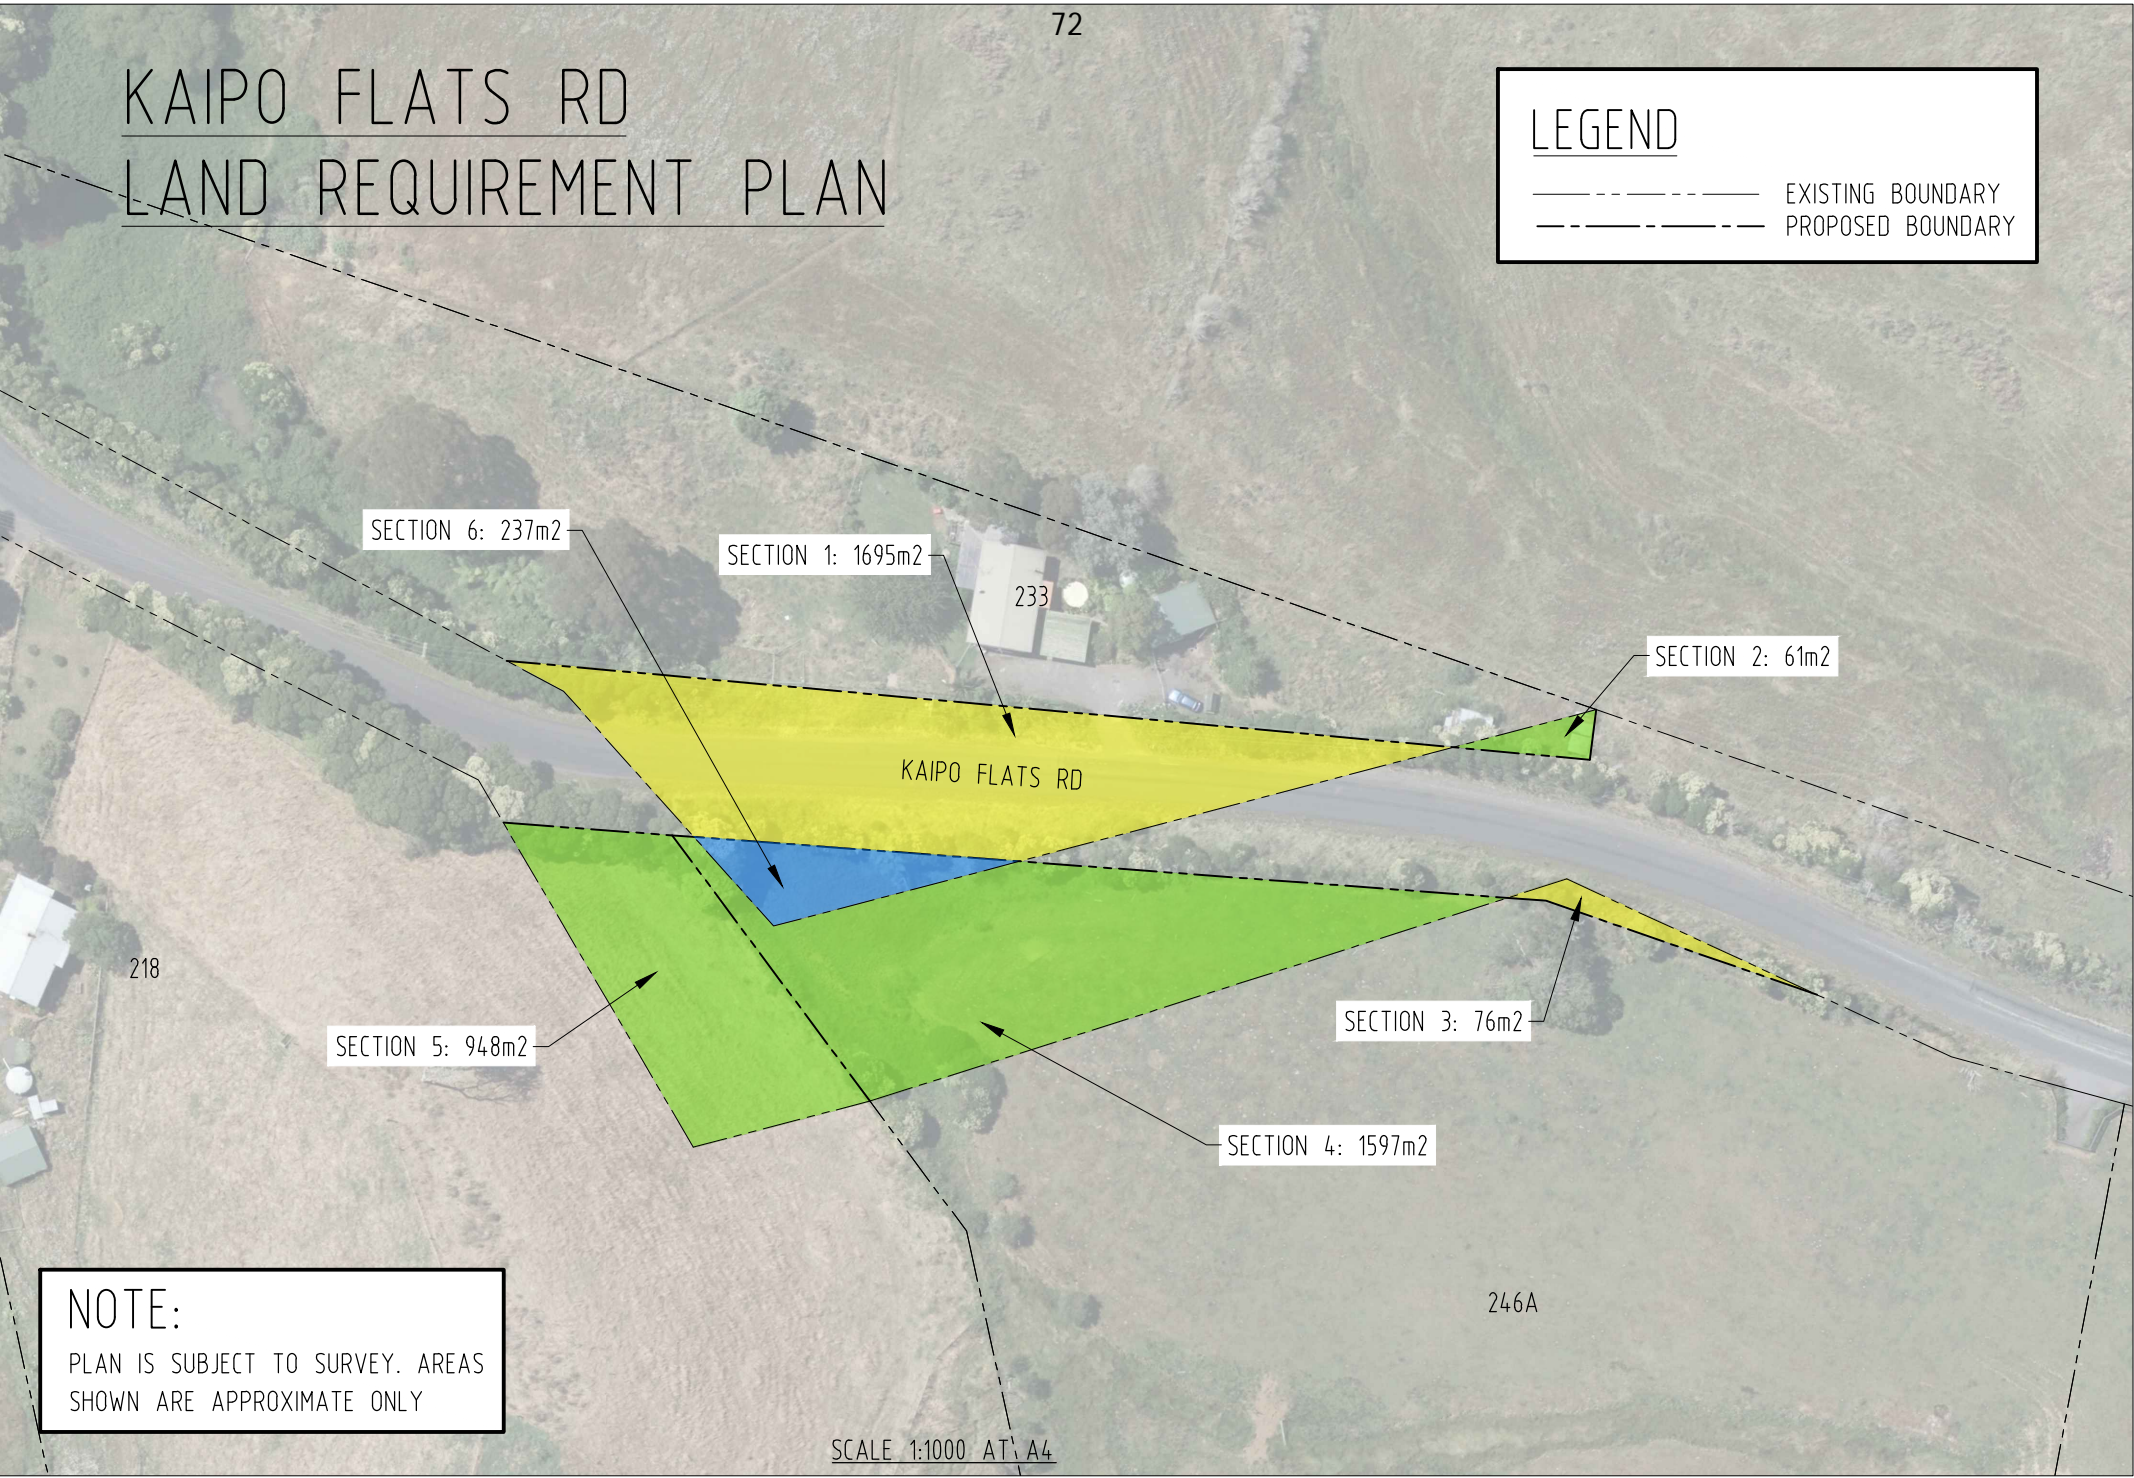 72
KAIPO FLATS RD
LAND REQUIREMENT PLAN
LEGEND
EXISTING BOUNDARY
PROPOSED BOUNDARY
SECTION 6: 237m2
SECTION 1: 1695m2
233
SECTION 2: 61m2
KAIPO FLATS RD
218
SECTION 3: 76m2
SECTION 5: 948m2
SECTION 4: 1597m2
246A
NOTE:
PLAN IS SUBJECT TO SURVEY. AREAS
SHOWN ARE APPROXIMATE ONLY
SCALE 1:1000 AT A4